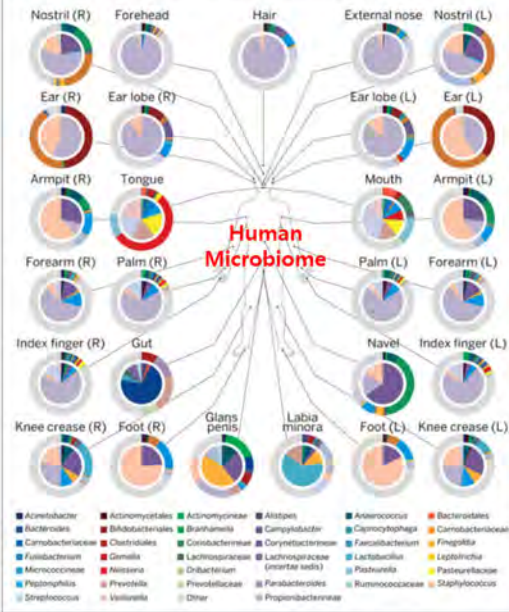 Nostril (R) Forehead Hair External nose Nostril (L)
Ear (R) Ear lobe (R) Ear lobe (L) Ear (L)
Armpit (R) Tongue Mouth Armpit (L)
Human
Microbiome
Forearm (R) Palm (R) Palm (L) Forearm (L)
Index finger (R) Gut Navel Index finger (L)
Knee crease (R) Foot (R) Glans penis Labia minora Foot (L) Knee crease (L)
Acinetobacter Actinomycetales Actinomycineae Alistipes Anaerococcus Bacteroidales
Bacteroides Bifidobacteriales Branhamella Campylobacter Capnocytophaga Carnobacteriaceae
Carnobacteriaceae Clostridiales Coriobacterineae Corynebacterineae Faecalibacterium Finegoldia
Fusobacterium Gemella Lachnospiraceae Lachnospiraceae Lactobacillus Leptotrichia
Micrococcineae Neisseria Oribacterium (incertae sedis) Pasteurella Pasteurellaceae
Peptoniphilus Prevotella Prevotellaceae Parabacteroides Ruminococcaceae Staphylococcus
Streptococcus Veillonella Other Propionibacterineae